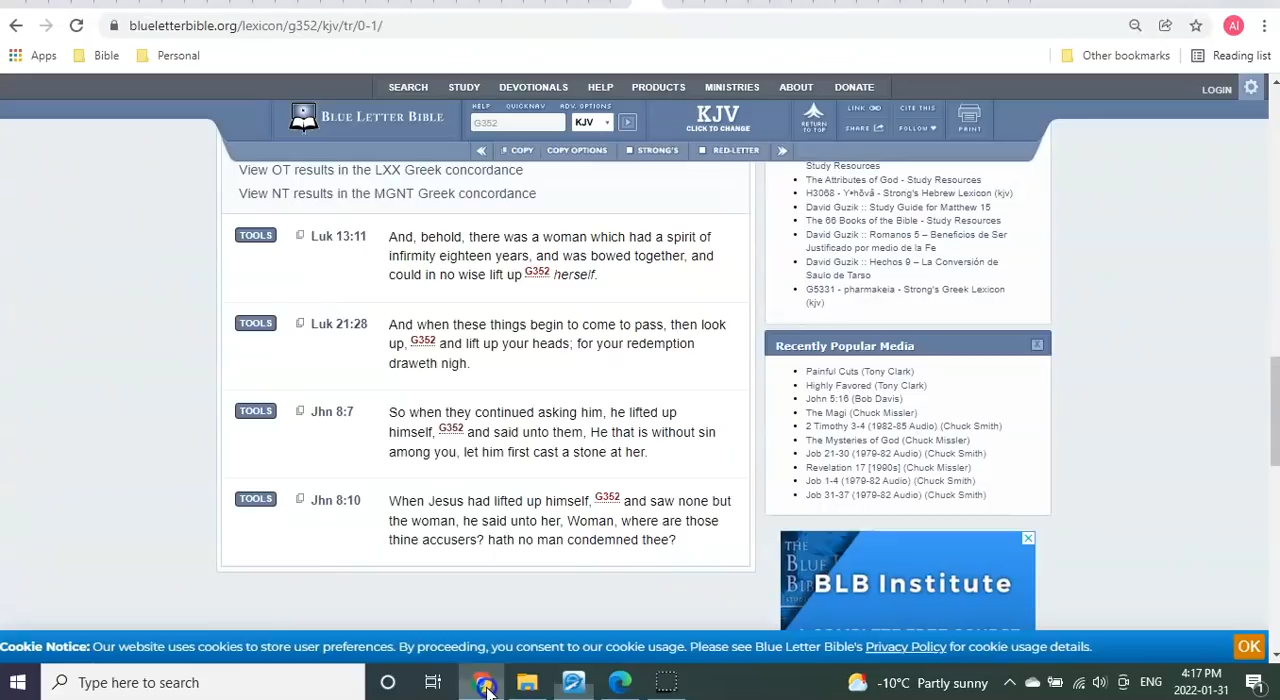 blueletterbible.org/lexicon/g352/kjv/tr/0-1/
Al
Apps Bible Personal Other bookmarks Reading list
SEARCH STUDY DEVOTIONALS HELP PRODUCTS MINISTRIES ABOUT DONATE
LOGIN
BLUE LETTER BIBLE
HELP QUICKNAV ADV. OPTIONS
G352 KJV
KJV
CLICK TO CHANGE
RETURN
TO TOP
LINK CITE THIS
SHARE FOLLOW PRINT
COPY COPY OPTIONS STRONG'S RED-LETTER
View OT results in the LXX Greek concordance
View NT results in the MGNT Greek concordance
TOOLS Luk 13:11 And, behold, there was a woman which had a spirit of
infirmity eighteen years, and was bowed together, and
could in no wise lift up G352 herself.
TOOLS Luk 21:28 And when these things begin to come to pass, then look
up, G352 and lift up your heads; for your redemption
draweth nigh.
TOOLS Jhn 8:7 So when they continued asking him, he lifted up
himself, G352 and said unto them, He that is without sin
among you, let him first cast a stone at her.
TOOLS Jhn 8:10 When Jesus had lifted up himself, G352 and saw none but
the woman, he said unto her, Woman, where are those
thine accusers? hath no man condemned thee?
Study Resources
The Attributes of God - Study Resources
H3068 - Yᵊhōvâ - Strong's Hebrew Lexicon (kjv)
David Guzik :: Study Guide for Matthew 15
The 66 Books of the Bible - Study Resources
David Guzik :: Romanos 5 – Beneficios de Ser
Justificado por medio de la Fe
David Guzik :: Hechos 9 – La Conversión de
Saulo de Tarso
G5331 - pharmakeia - Strong's Greek Lexicon
(kjv)
Recently Popular Media
Painful Cuts (Tony Clark)
Highly Favored (Tony Clark)
John 5:16 (Bob Davis)
The Magi (Chuck Missler)
2 Timothy 3-4 (1982-85 Audio) (Chuck Smith)
The Mysteries of God (Chuck Missler)
Job 21-30 (1979-82 Audio) (Chuck Smith)
Revelation 17 [1990s] (Chuck Missler)
Job 1-4 (1979-82 Audio) (Chuck Smith)
Job 31-37 (1979-82 Audio) (Chuck Smith)
BLB Institute
Cookie Notice: Our website uses cookies to store user preferences. By proceeding, you consent to our cookie usage. Please see Blue Letter Bible's Privacy Policy for cookie usage details.
OK
Type here to search
-10°C Partly sunny
ENG
4:17 PM
2022-01-31